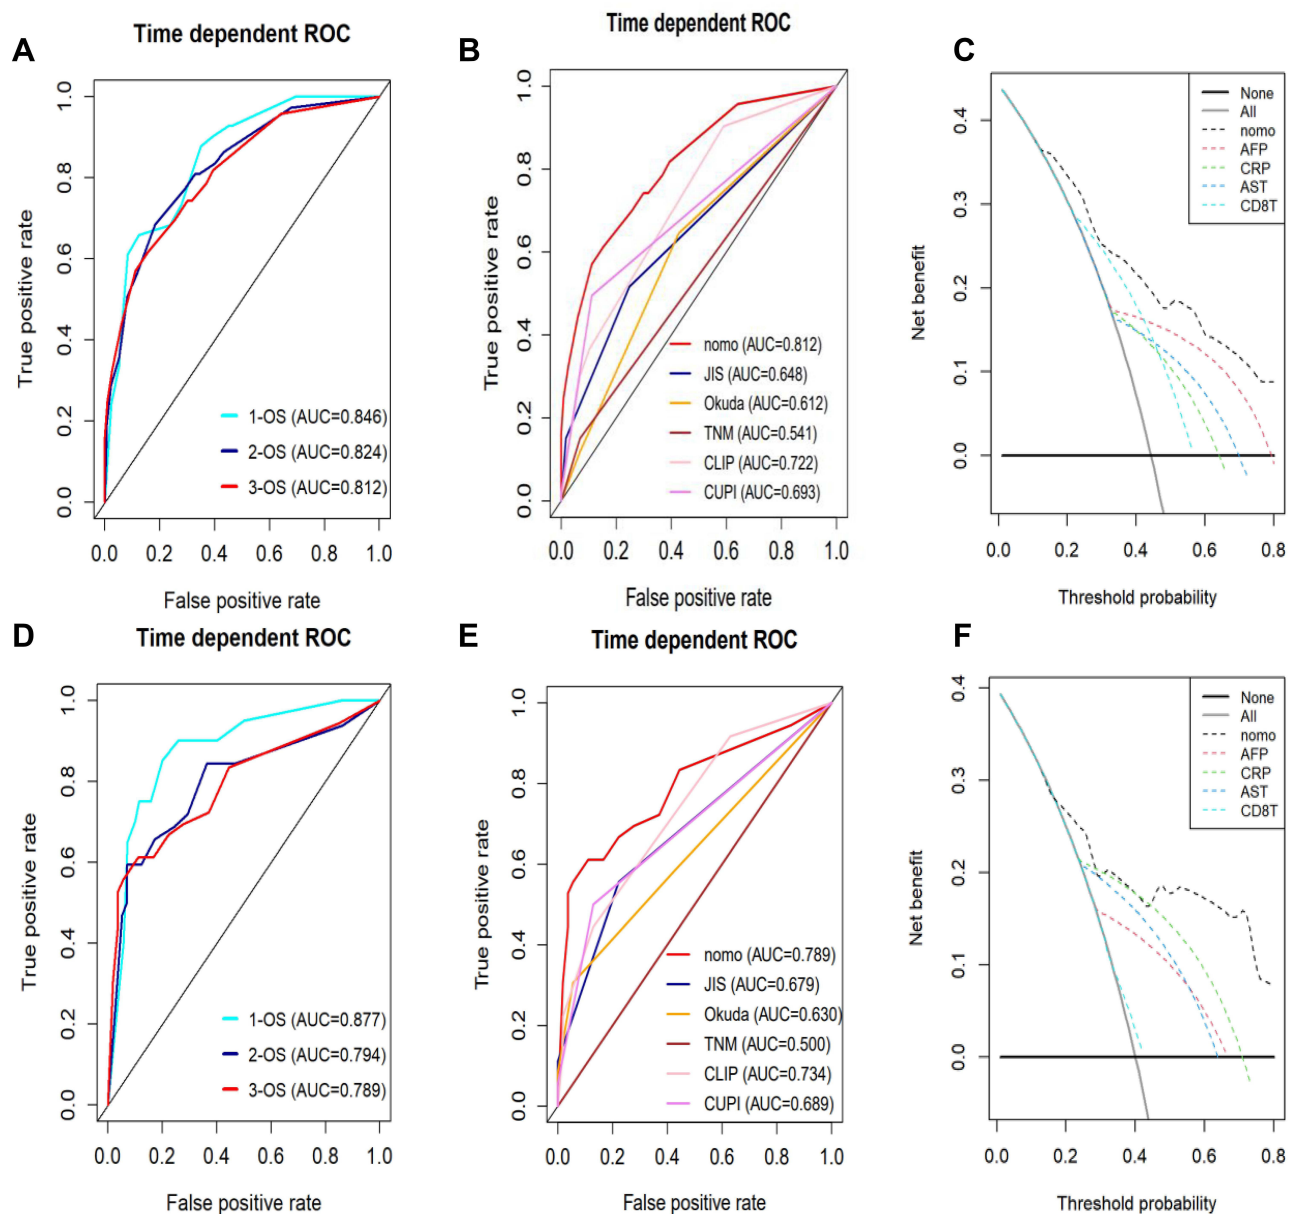 A
Time dependent ROC
True positive rate
1.0
0.8
0.6
0.4
0.2
0.0
1-OS (AUC=0.846)
2-OS (AUC=0.824)
3-OS (AUC=0.812)
0.0 0.2 0.4 0.6 0.8 1.0
False positive rate
B
Time dependent ROC
True positive rate
1.0
0.8
0.6
0.4
0.2
0.0
nomo (AUC=0.812)
JIS (AUC=0.648)
Okuda (AUC=0.612)
TNM (AUC=0.541)
CLIP (AUC=0.722)
CUPI (AUC=0.693)
0.0 0.2 0.4 0.6 0.8 1.0
False positive rate
C
Net benefit
0.4
0.3
0.2
0.1
0.0
None
All
nomo
AFP
CRP
AST
CD8T
0.0 0.2 0.4 0.6 0.8
Threshold probability
D
Time dependent ROC
True positive rate
1.0
0.8
0.6
0.4
0.2
0.0
1-OS (AUC=0.877)
2-OS (AUC=0.794)
3-OS (AUC=0.789)
0.0 0.2 0.4 0.6 0.8 1.0
False positive rate
E
Time dependent ROC
True positive rate
1.0
0.8
0.6
0.4
0.2
0.0
nomo (AUC=0.789)
JIS (AUC=0.679)
Okuda (AUC=0.630)
TNM (AUC=0.500)
CLIP (AUC=0.734)
CUPI (AUC=0.689)
0.0 0.2 0.4 0.6 0.8 1.0
False positive rate
F
Net benefit
0.4
0.3
0.2
0.1
0.0
None
All
nomo
AFP
CRP
AST
CD8T
0.0 0.2 0.4 0.6 0.8
Threshold probability